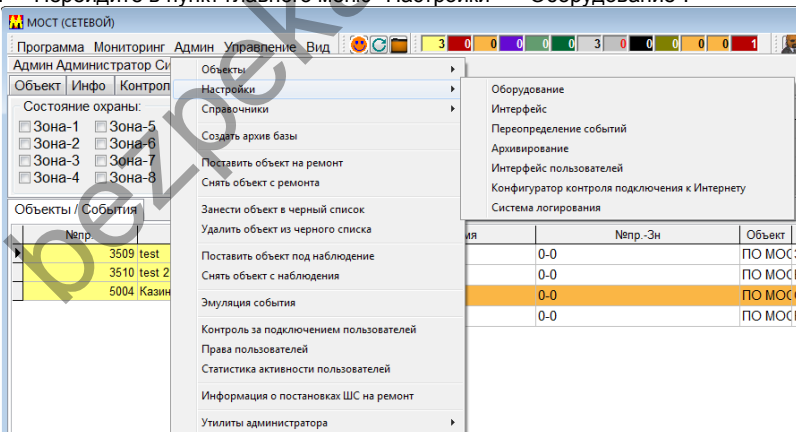 Перейдите в пункт главного меню "Настройки"
МОСТ (СЕТЕВОЙ)
Программа Мониторинг Админ Управление Вид 3 0 0 0 0 0 3 0 0 0 0 0 1
Админ Администратор Си
Объект Инфо Контрол
Состояние охраны:
Зона-1 Зона-5
Зона-2 Зона-6
Зона-3 Зона-7
Зона-4 Зона-8
Объекты / События
Объекты
Настройки
Справочники
Создать архив базы
Поставить объект на ремонт
Снять объект с ремонта
Занести объект в черный список
Удалить объект из черного списка
Поставить объект под наблюдение
Снять объект с наблюдения
Эмуляция события
Контроль за подключением пользователей
Права пользователей
Статистика активности пользователей
Информация о постановках ШС на ремонт
Утилиты администратора
Оборудование
Интерфейс
Переопределение событий
Архивирование
Интерфейс пользователей
Конфигуратор контроля подключения к Интернету
Система логирования
№пр. мя №пр.-Зн Объект
3509 test 0-0 ПО МОС
3510 test 2 0-0 ПО МОС
5004 Казин 0-0 ПО МОС
0-0 ПО МОС
bezpek